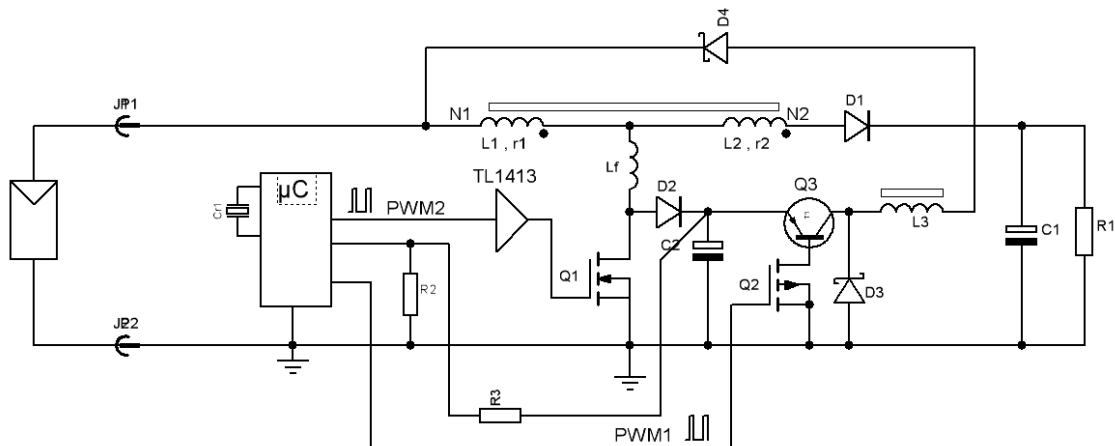 D4
JP1
N1
N2
D1
L1 , r1
L2 , r2
Lf
TL1413
µC
Cr1
PWM2
D2
Q3
F
L3
C2
C1
R1
Q1
Q2
D3
R2
R3
PWM1